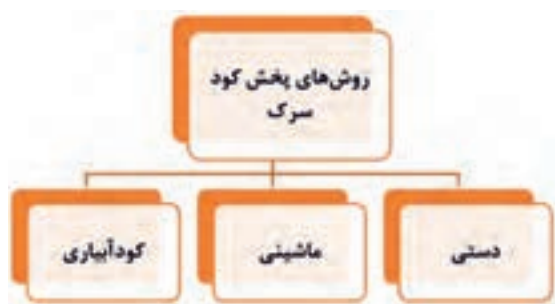 روش‌های پخش کود
سرک
دستی
ماشینی
کودآبیاری